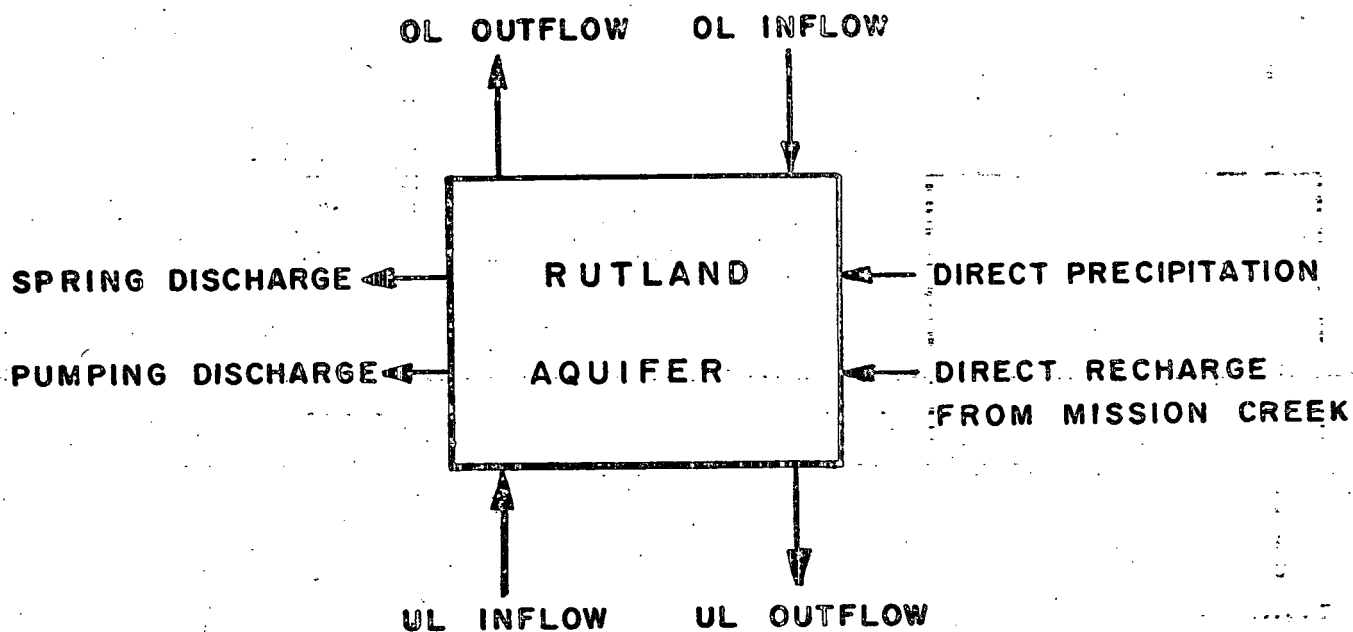 OL OUTFLOW OL INFLOW
SPRING DISCHARGE RUTLAND DIRECT PRECIPITATION
PUMPING DISCHARGE AQUIFER DIRECT RECHARGE
FROM MISSION CREEK
UL INFLOW UL OUTFLOW